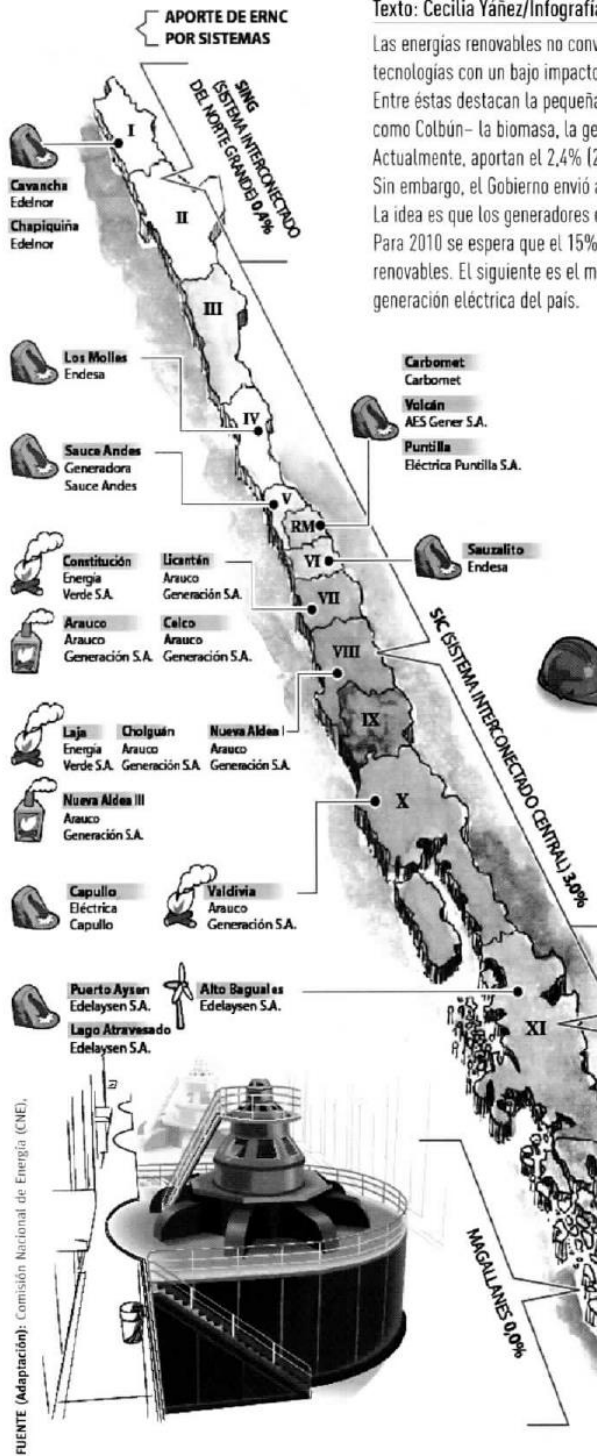 APORTE DE ERNC
POR SISTEMAS
Texto: Cecilia Yáñez/Infografía
Las energías renovables no
tecnologías con un bajo impacto
Entre éstas destacan la pequeña
como Colbún– la biomasa, la
Actualmente, aportan el 2,4%
Sin embargo, el Gobierno envió a
La idea es que los generadores
Para 2010 se espera que el 15%
renovables. El siguiente es el
generación eléctrica del país.
SING
(SISTEMA INTERCONECTADO
DEL NORTE GRANDE) 0,4%
I
Cavancha
Edelnor
Chapiquiña
Edelnor
II
III
Los Molles
Endesa
IV
Carbomet
Carbomet
Volcán
AES Gener S.A.
Puntilla
Eléctrica Puntilla S.A.
Sauce Andes
Generadora
Sauce Andes
V
RM
VI
Sauzalito
Endesa
Constitución
Energía
Verde S.A.
Licantén
Arauco
Generación S.A.
VII
Arauco
Arauco
Generación S.A.
Celco
Arauco
Generación S.A.
VIII
SIC (SISTEMA INTERCONECTADO CENTRAL) 3,0%
IX
Laja
Energía
Verde S.A.
Cholguán
Arauco
Generación S.A.
Nueva Aldea I
Arauco
Generación S.A.
Nueva Aldea III
Arauco
Generación S.A.
X
Capullo
Eléctrica
Capullo
Valdivia
Arauco
Generación S.A.
Puerto Aysen
Edelaysen S.A.
Lago Atravesado
Edelaysen S.A.
Alto Baguales
Edelaysen S.A.
XI
MAGALLANES 0,0%
FUENTE (Adaptación): Comisión Nacional de Energía (CNE),